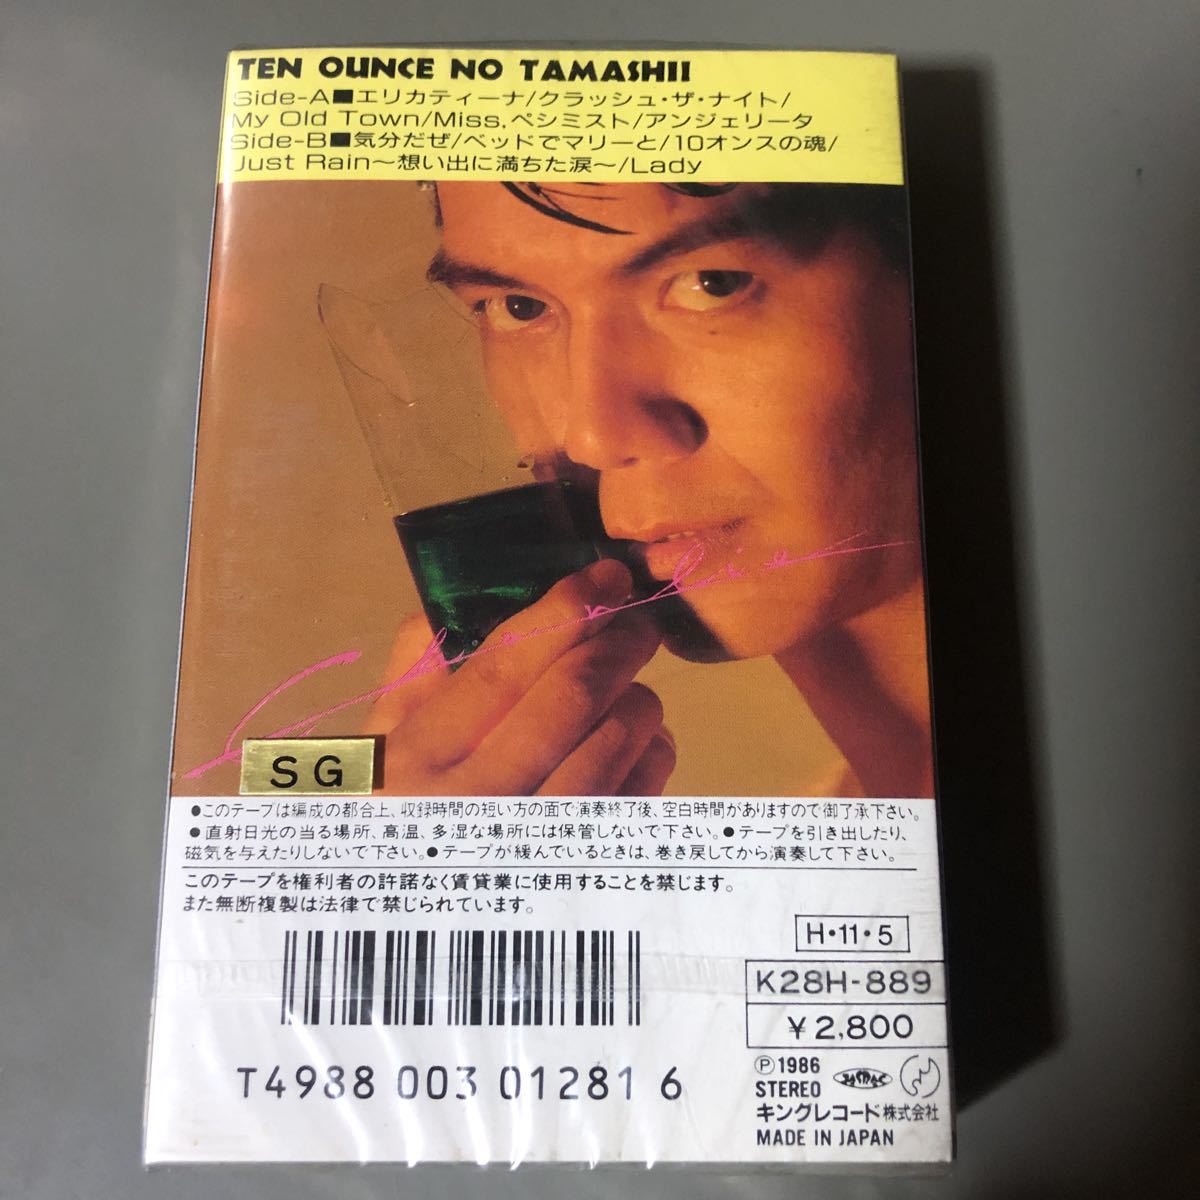 TEN OUNCE NO TAMASHII
Side-A■エリカティーナ/クラッシュ・ザ・ナイト/
My Old Town/Miss,ペシミスト/アンジェリータ
Side-B■気分だぜ/ベッドでマリーと/10オンスの魂/
Just Rain〜想い出に満ちた涙〜/Lady
Charlie
SG
●このテープは編成の都合上、収録時間の短い方の面で演奏終了後、空白時間がありますので御了承下さい。
●直射日光の当る場所、高温、多湿な場所には保管しないで下さい。●テープを引き出したり、
磁気を与えたりしないで下さい。●テープが緩んでいるときは、巻き戻してから演奏して下さい。
このテープを権利者の許諾なく賃貸業に使用することを禁じます。
また無断複製は法律で禁じられています。
H・11・5
K28H-889
¥2,800
T4988 003 01281 6
Ⓟ1986
STEREO
JASRAC
キングレコード株式会社
MADE IN JAPAN